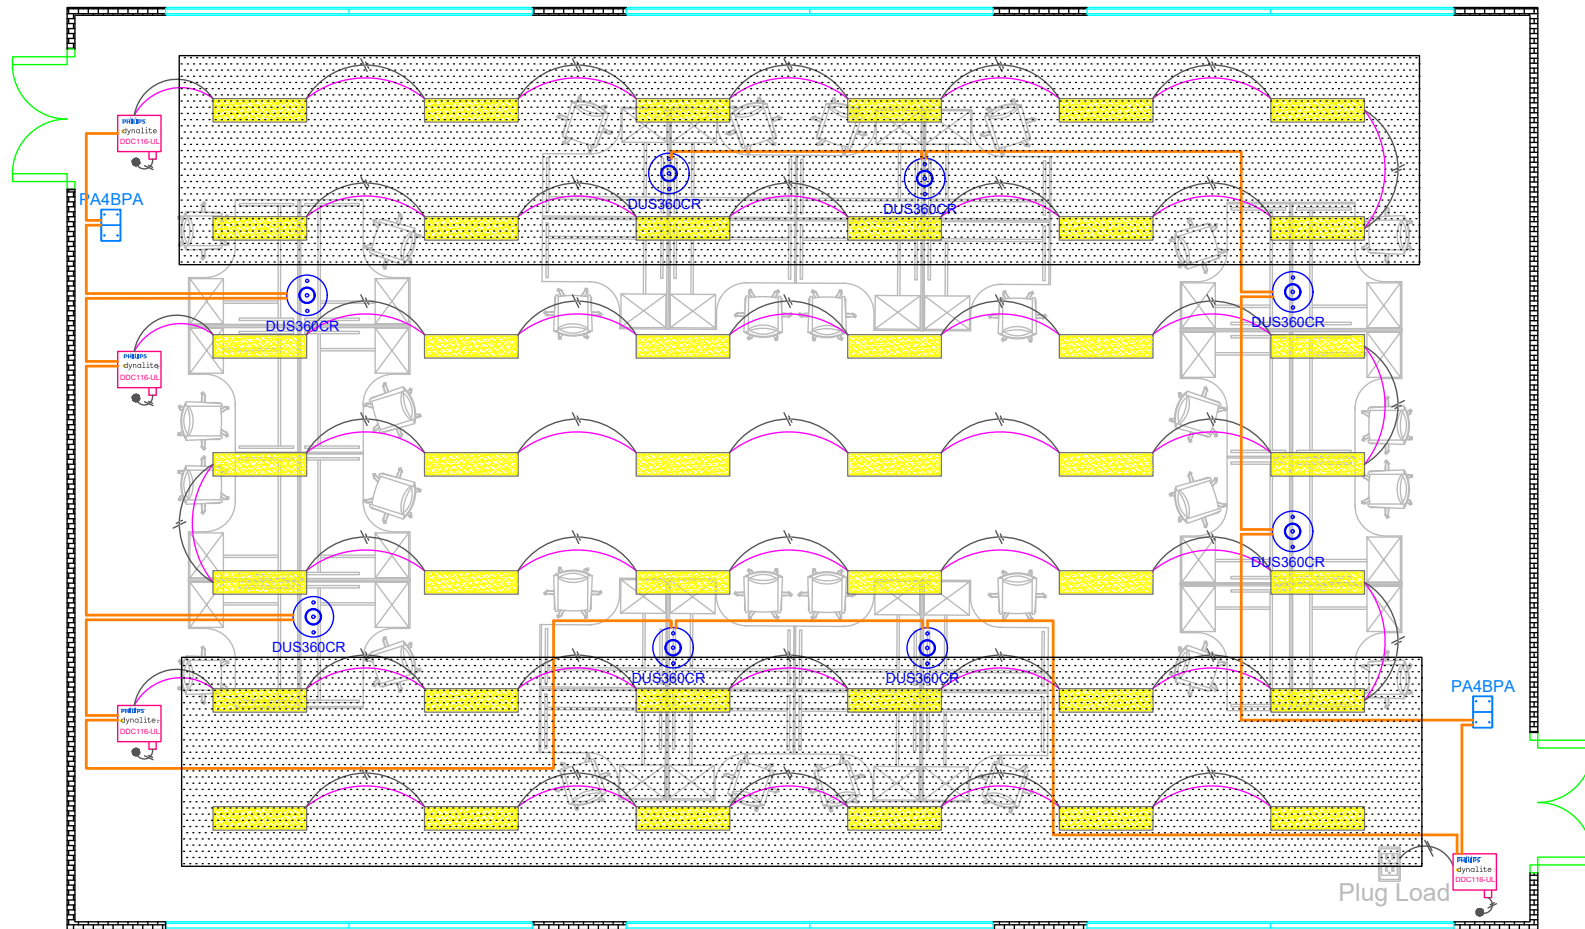 PHILIPS
dynalite
DDC116-UL
PA4BPA
DUS360CR
DUS360CR
DUS360CR
DUS360CR
PHILIPS
dynalite
DDC116-UL
DUS360CR
DUS360CR
DUS360CR
DUS360CR
PA4BPA
PHILIPS
dynalite
DDC116-UL
PHILIPS
dynalite
DDC116-UL
Plug Load